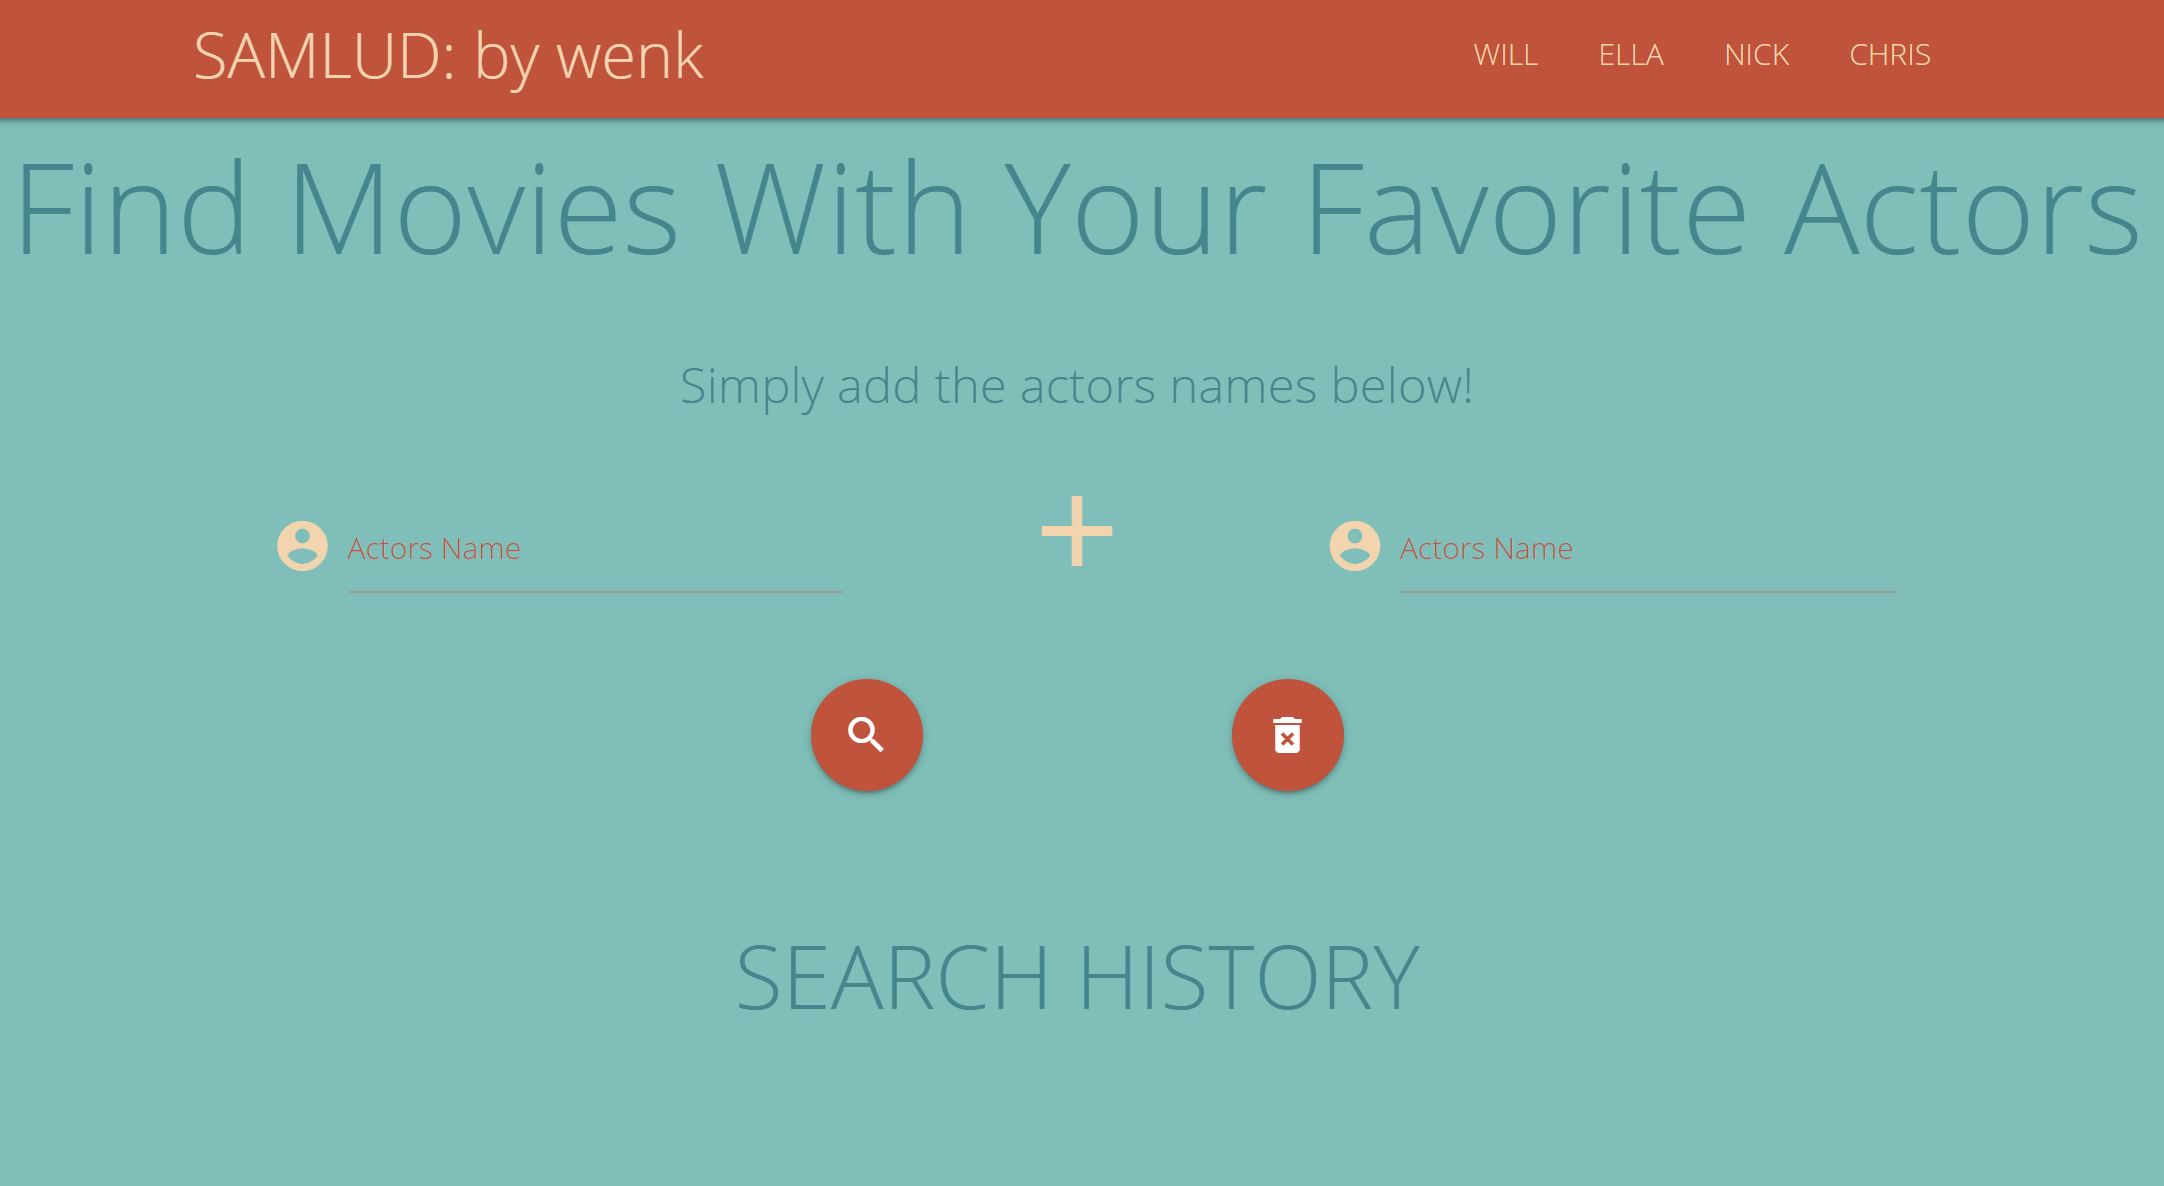 SAMLUD: by wenk
WILL ELLA NICK CHRIS
Find Movies With Your Favorite Actors
Simply add the actors names below!
Actors Name
Actors Name
SEARCH HISTORY